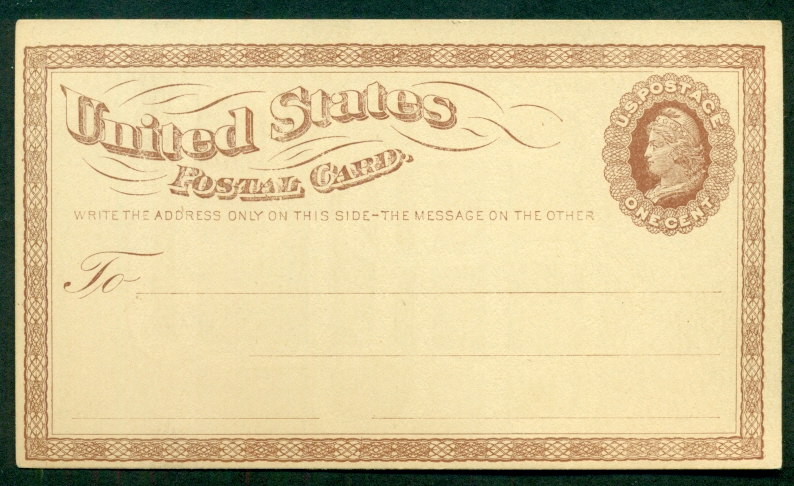 United States
Postal Card.
U.S. POSTAGE
ONE CENT
WRITE THE ADDRESS ONLY ON THIS SIDE-THE MESSAGE ON THE OTHER
To